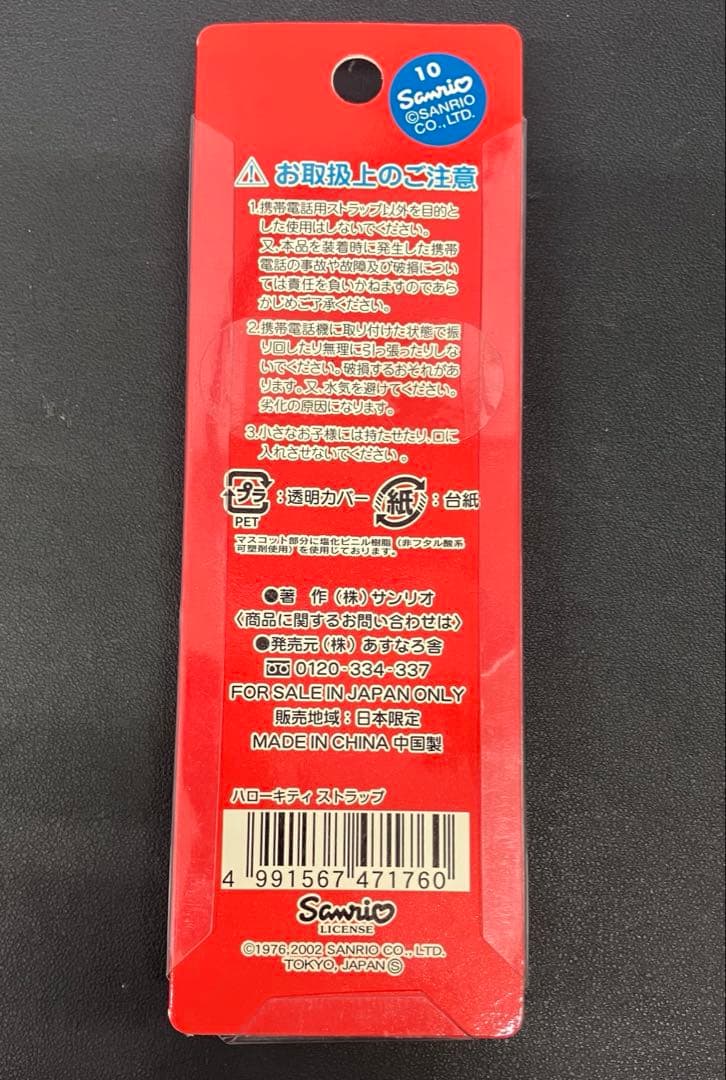 10
Sanrio
©SANRIO
CO.,LTD.
お取扱上のご注意
1.携帯電話用ストラップ以外を目的と
した使用はしないでください。
又、本品を装着時に発生した携帯
電話の事故や故障及び破損につい
ては責任を負いかねますのであら
かじめご了承ください。
2.携帯電話機に取り付けた状態で振
り回したり無理に引っ張ったりしな
いでください。破損するおそれがあ
ります。又、水気を避けてください。
劣化の原因になります。
3.小さなお子様には持たせたり、口に
入れさせないでください。
プラ :透明カバー 紙 :台紙
PET
マスコット部分に塩化ビニル樹脂(非フタル酸系
可塑剤使用)を使用しております。
●著 作(株)サンリオ
〈商品に関するお問い合わせは〉
●発売元(株)あすなろ舎
0120-334-337
FOR SALE IN JAPAN ONLY
販売地域:日本限定
MADE IN CHINA 中国製
ハローキティ ストラップ
4 991567 471760
Sanrio
LICENSE
©1976,2002 SANRIO CO.,LTD.
TOKYO, JAPAN Ⓢ